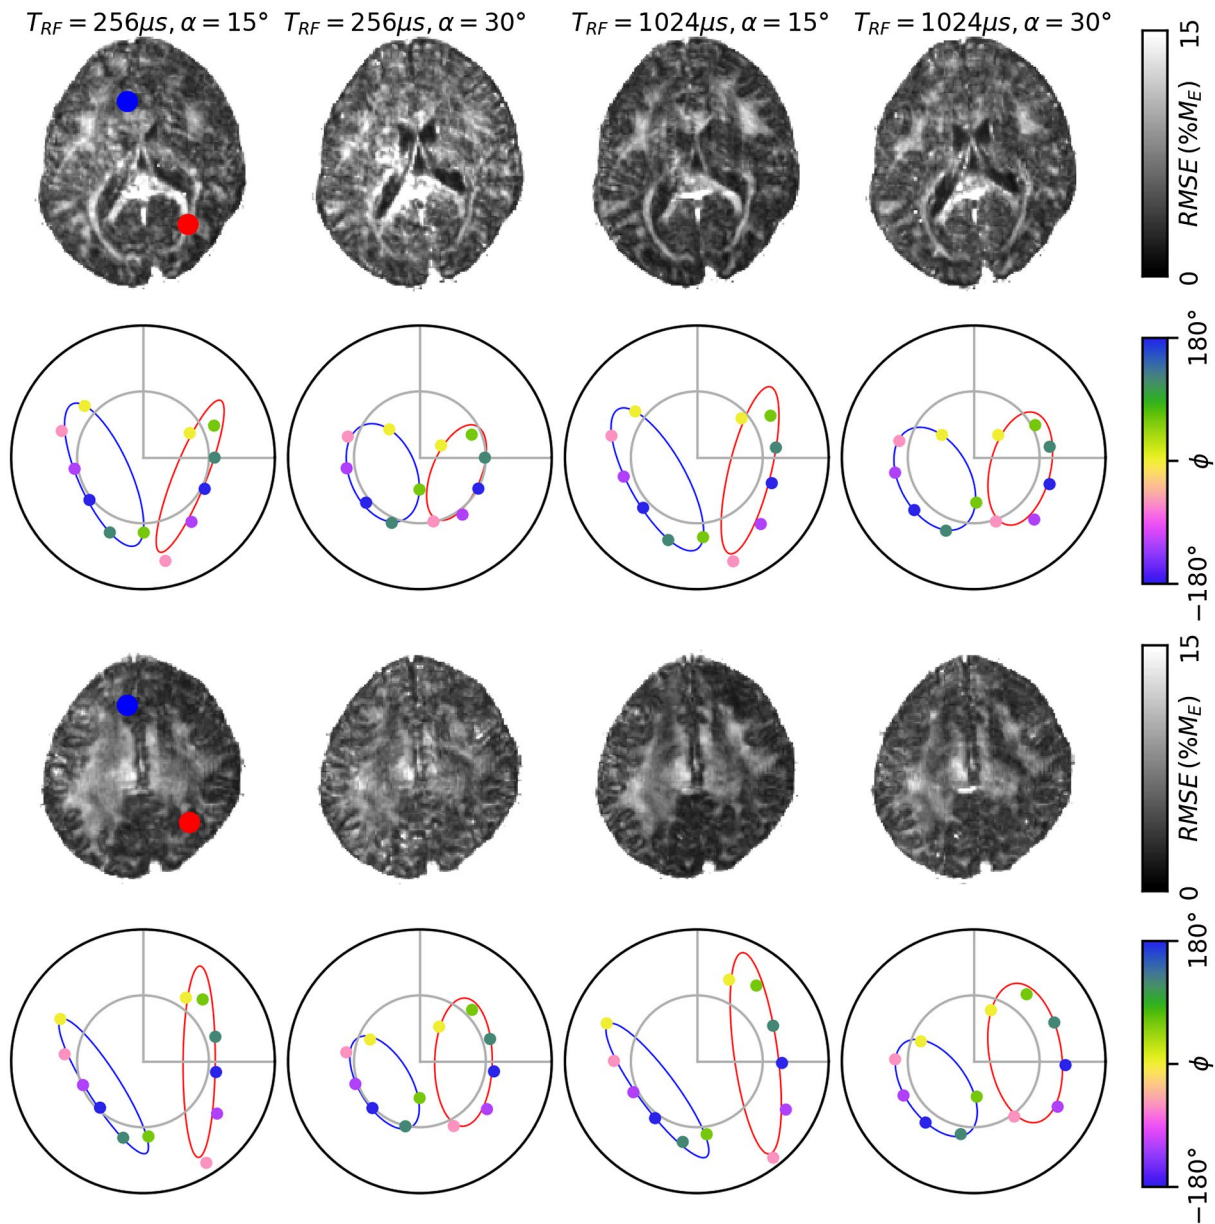 T_RF = 256μs, α = 15°
T_RF = 256μs, α = 30°
T_RF = 1024μs, α = 15°
T_RF = 1024μs, α = 30°
15
RMSE (%M_E)
0
180°
ϕ
−180°
15
RMSE (%M_E)
0
180°
ϕ
−180°